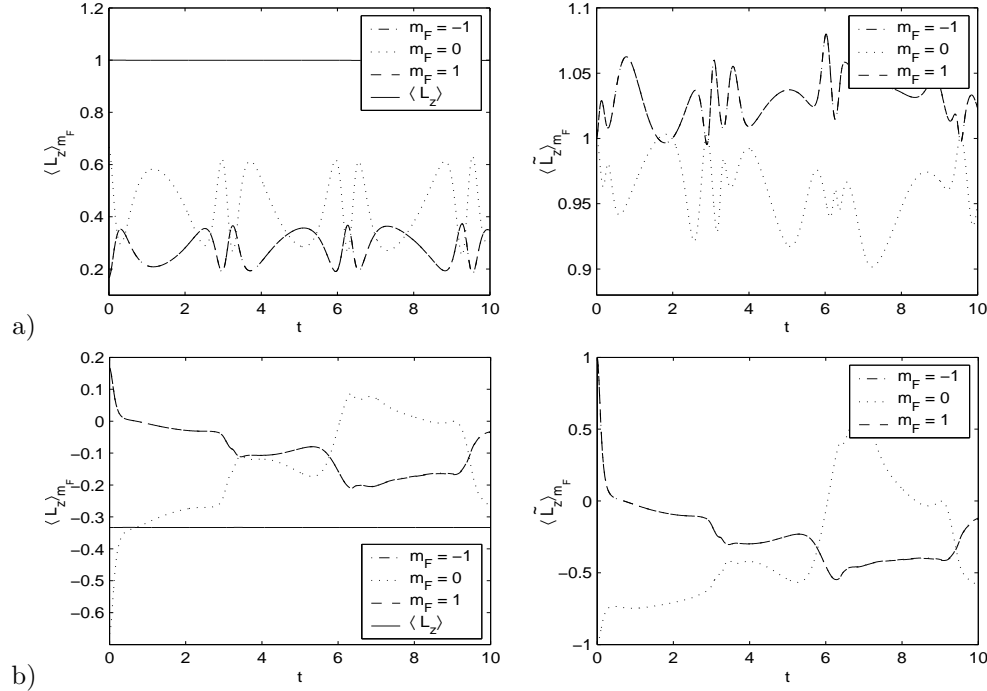 a)
1.2
1
0.8
0.6
0.4
0.2
0 2 4 6 8 10
t
⟨ L_z⟩_{m_F}
m_F = −1
m_F = 0
m_F = 1
⟨ L_z⟩
1.05
1
0.95
0.9
0 2 4 6 8 10
t
⟨ L̃_z⟩_{m_F}
m_F = −1
m_F = 0
m_F = 1
b)
0.2
0.1
0
−0.1
−0.2
−0.3
−0.4
−0.5
−0.6
0 2 4 6 8 10
t
⟨ L_z⟩_{m_F}
m_F = −1
m_F = 0
m_F = 1
⟨ L_z⟩
1
0.5
0
−0.5
−1
0 2 4 6 8 10
t
⟨ L̃_z⟩_{m_F}
m_F = −1
m_F = 0
m_F = 1